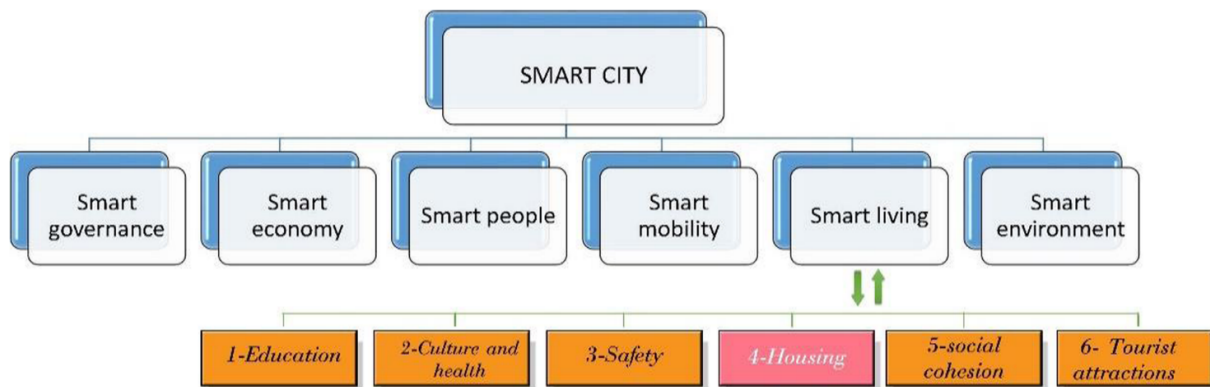 SMART CITY
Smart
governance
Smart
economy
Smart people
Smart
mobility
Smart living
Smart
environment
1-Education
2-Culture and
health
3-Safety
4-Housing
5-social
cohesion
6- Tourist
attractions